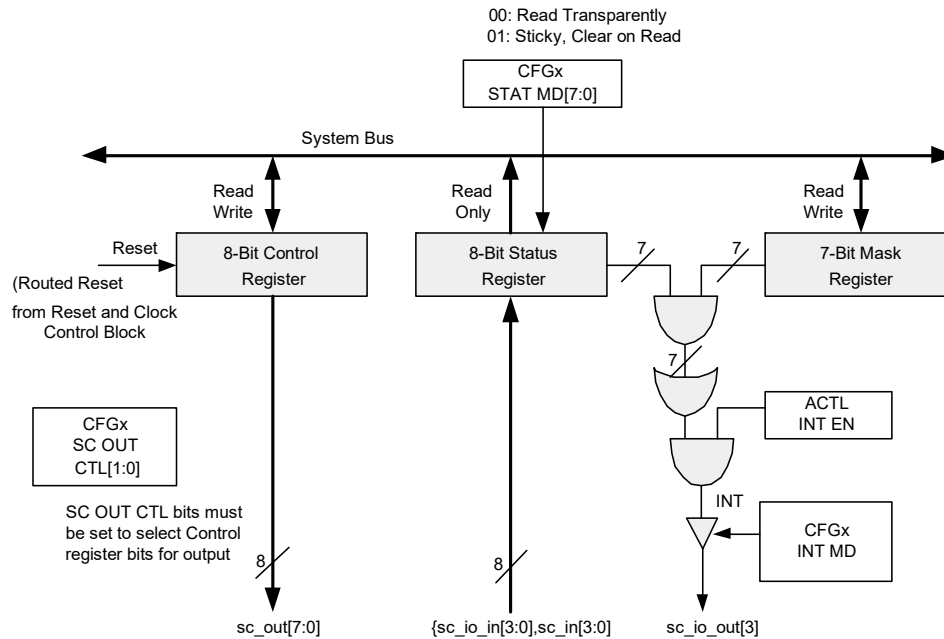 00: Read Transparently
01: Sticky, Clear on Read
CFGx
STAT MD[7:0]
System Bus
Read
Write
Read
Only
Read
Write
Reset
8-Bit Control
Register
8-Bit Status
Register
7
7
7-Bit Mask
Register
(Routed Reset
from Reset and Clock
Control Block
7
CFGx
SC OUT
CTL[1:0]
ACTL
INT EN
INT
SC OUT CTL bits must
be set to select Control
register bits for output
CFGx
INT MD
8
8
sc_out[7:0]
{sc_io_in[3:0],sc_in[3:0]
sc_io_out[3]